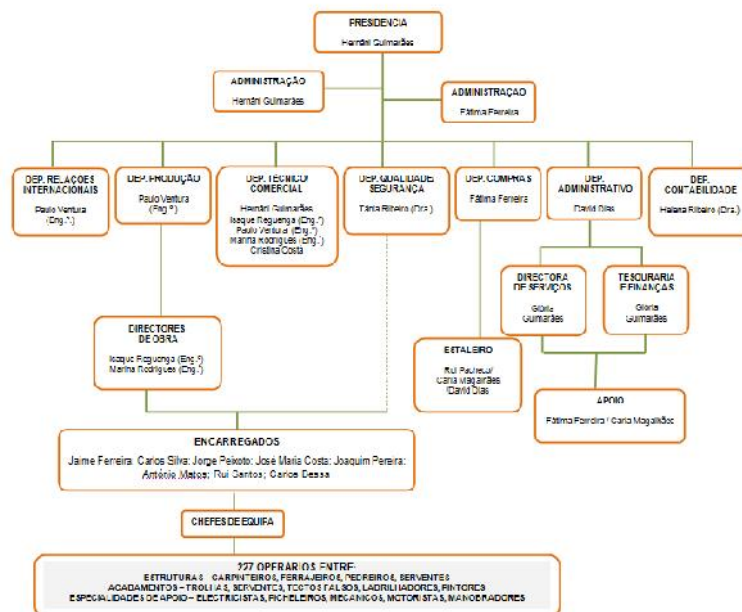 PRESIDENCIA
Hernâni Guimarães
ADMINISTRAÇÃO
Hernâni Guimarães
ADMINISTRAÇÃO
Fátima Ferreira
DEP. RELAÇÕES
INTERNACIONAIS
Paulo Ventura
(Eng.º.)
DEP. PRODUÇÃO
Paulo Ventura
(Eng.º)
DEP. TÉCNICO
COMERCIAL
Hernâni Guimarães
Isaque Reguenga (Eng.º)
Paulo Ventura (Eng.º)
Marina Rodrigues (Eng.ª)
Cristina Costa
DEP. QUALIDADE/
SEGURANÇA
Tânia Ribeiro (Dra.)
DEP. COMPRAS
Fátima Ferreira
DEP.
ADMINISTRATIVO
David Dias
DEP.
CONTABILIDADE
Helena Ribeiro (Dra.)
DIRECTORA
DE SERVIÇOS
Glória
Guimarães
TESOURARIA
E FINANÇAS
Glória
Guimarães
DIRECTORES
DE OBRA
Isaque Reguenga (Eng.º)
Marina Rodrigues (Eng.ª)
ESTALEIRO
Rui Pacheco/
Carla Magalhães
/David Dias
APOIO
Fátima Ferreira / Carla Magalhães
ENCARREGADOS
Jaime Ferreira; Carlos Silva; Jorge Peixoto; José Maria Costa; Joaquim Pereira;
António Matos; Rui Santos; Carlos Bessa
CHEFES DE EQUIPA
227 OPERÁRIOS ENTRE:
ESTRUTURAS – CARPINTEIROS, FERRAJEIROS, PEDREIROS, SERVENTES
ACABAMENTOS – TROLHAS, SERVENTES, TECTOS FALSOS, LADRILHADORES, PINTORES
ESPECIALIDADES DE APOIO – ELECTRICISTAS, PICHELEIROS, MECÂNICOS, MOTORISTAS, MANOBRADORES